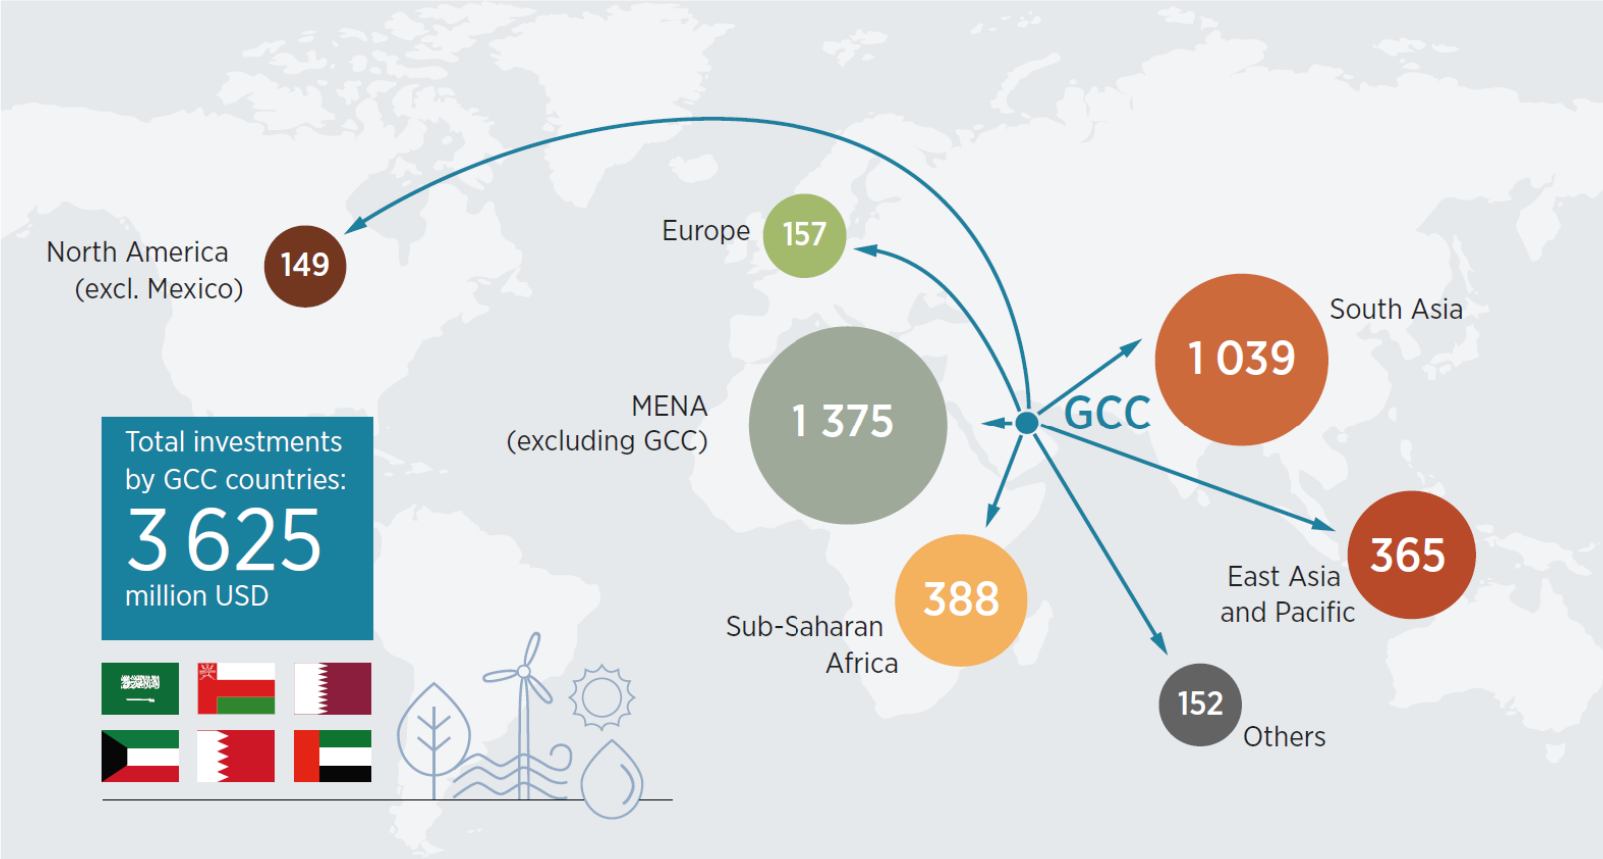 North America
(excl. Mexico)
149
Europe
157
South Asia
1 039
MENA
(excluding GCC)
1 375
GCC
Total investments
by GCC countries:
3 625
million USD
365
East Asia
and Pacific
388
Sub-Saharan
Africa
152
Others